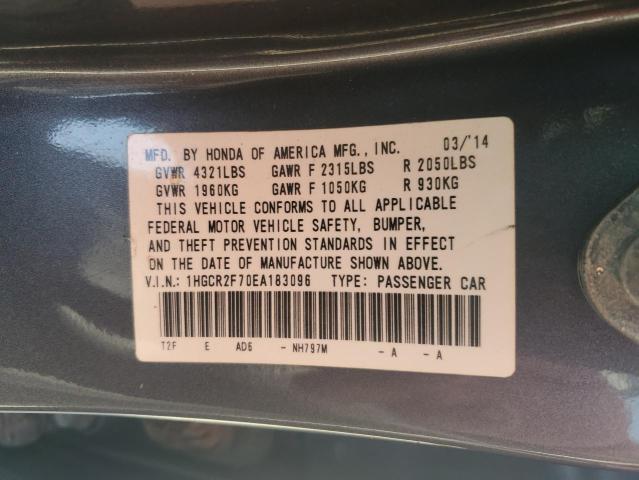 MFD. BY HONDA OF AMERICA MFG., INC. 03/'14
GVWR 4321LBS GAWR F 2315LBS R 2050LBS
GVWR 1960KG GAWR F 1050KG R 930KG
THIS VEHICLE CONFORMS TO ALL APPLICABLE
FEDERAL MOTOR VEHICLE SAFETY, BUMPER,
AND THEFT PREVENTION STANDARDS IN EFFECT
ON THE DATE OF MANUFACTURE SHOWN ABOVE.
V.I.N.: 1HGCR2F70EA183096 TYPE: PASSENGER CAR
T2F E AD6 - NH797M - A - A